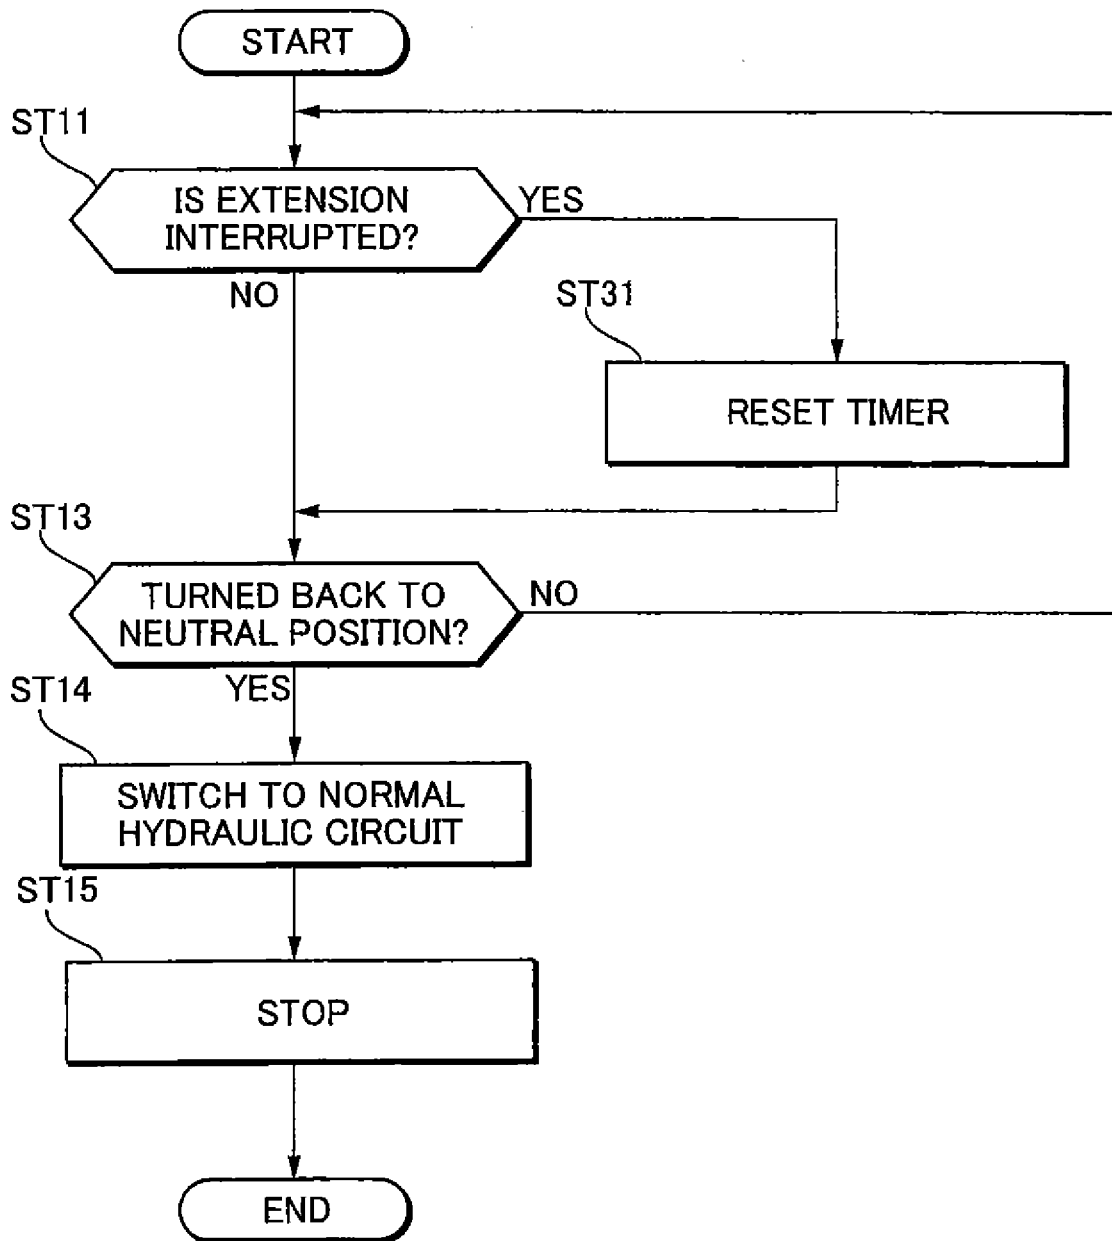 START
ST11
IS EXTENSION
INTERRUPTED?
YES
NO
ST31
RESET TIMER
ST13
TURNED BACK TO
NEUTRAL POSITION?
NO
YES
ST14
SWITCH TO NORMAL
HYDRAULIC CIRCUIT
ST15
STOP
END